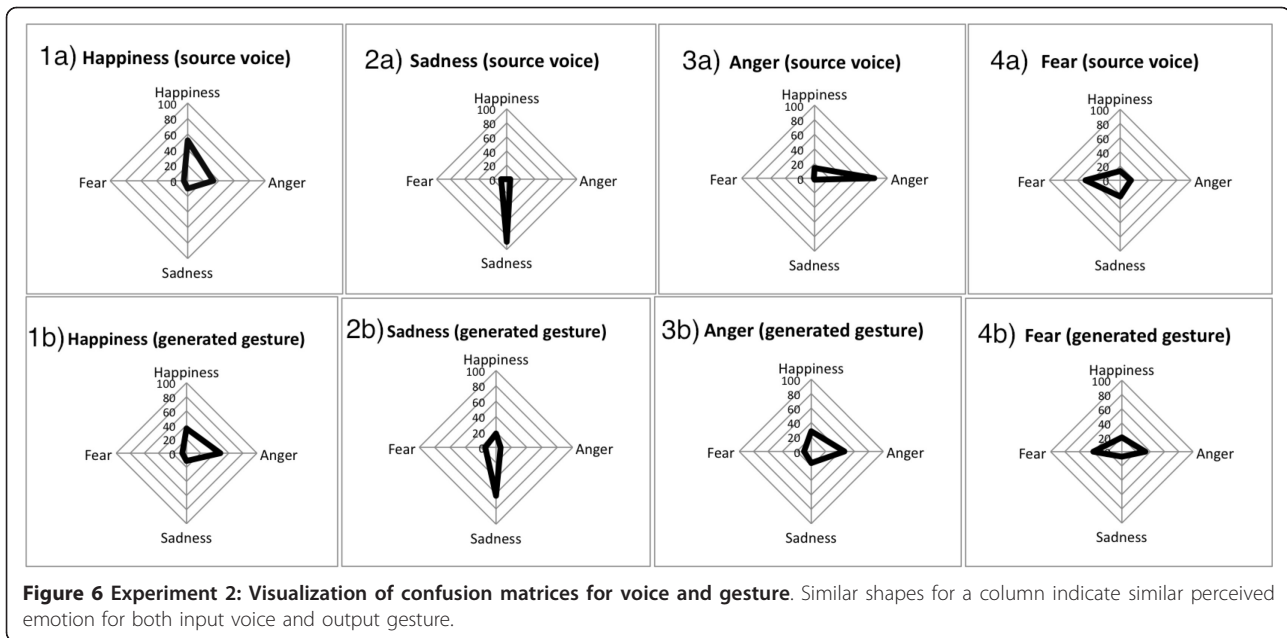 1a) Happiness (source voice)
Happiness
100
80
60
40
20
0
Fear
Anger
Sadness
2a) Sadness (source voice)
Happiness
100
80
60
40
20
0
Fear
Anger
Sadness
3a) Anger (source voice)
Happiness
100
80
60
40
20
0
Fear
Anger
Sadness
4a) Fear (source voice)
Happiness
100
80
60
40
20
0
Fear
Anger
Sadness
1b) Happiness (generated gesture)
Happiness
100
80
60
40
20
0
Fear
Anger
Sadness
2b) Sadness (generated gesture)
Happiness
100
80
60
40
20
0
Fear
Anger
Sadness
3b) Anger (generated gesture)
Happiness
100
80
60
40
20
0
Fear
Anger
Sadness
4b) Fear (generated gesture)
Happiness
100
80
60
40
20
0
Fear
Anger
Sadness
Figure 6 Experiment 2: Visualization of confusion matrices for voice and gesture. Similar shapes for a column indicate similar perceived
emotion for both input voice and output gesture.